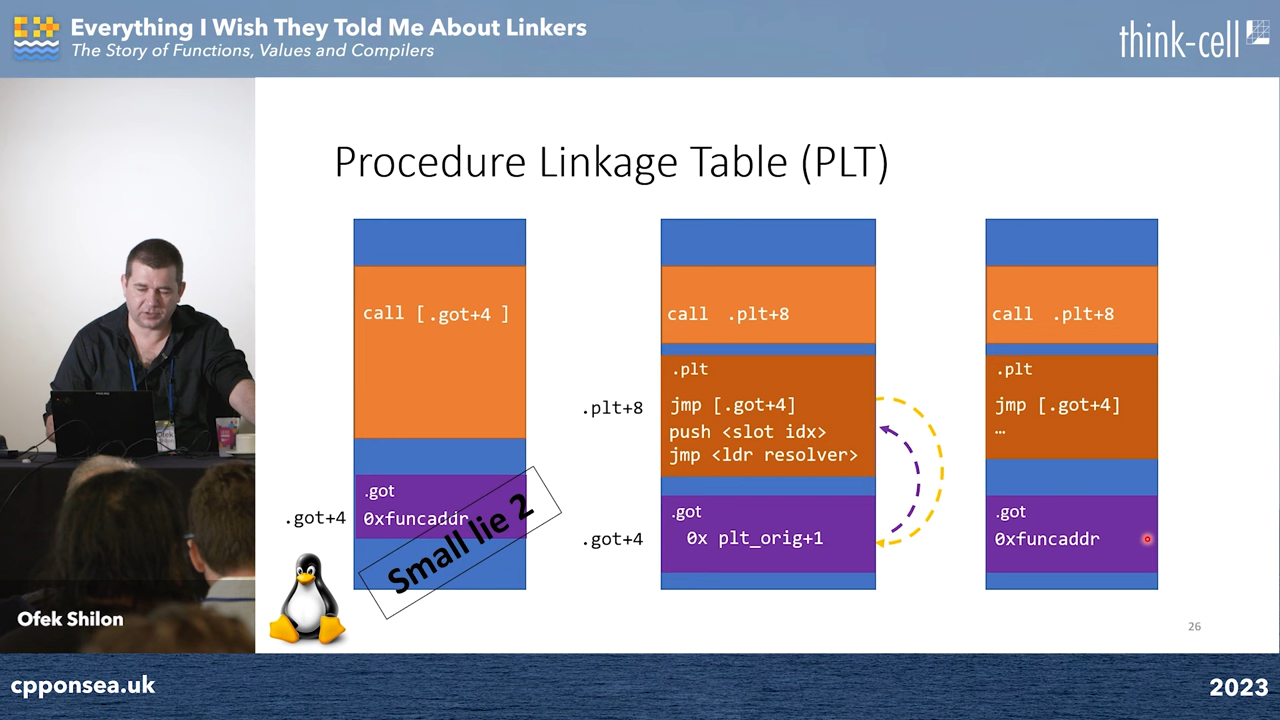 Everything I Wish They Told Me About Linkers
The Story of Functions, Values and Compilers
think-cell
Procedure Linkage Table (PLT)
call [.got+4 ]
.got
.got+4
0xfuncaddr
Small lie 2
call .plt+8
.plt
.plt+8
jmp [.got+4]
push <slot idx>
jmp <ldr resolver>
.got
.got+4
0x plt_orig+1
call .plt+8
.plt
jmp [.got+4]
…
.got
0xfuncaddr
26
Ofek Shilon
cpponsea.uk
2023